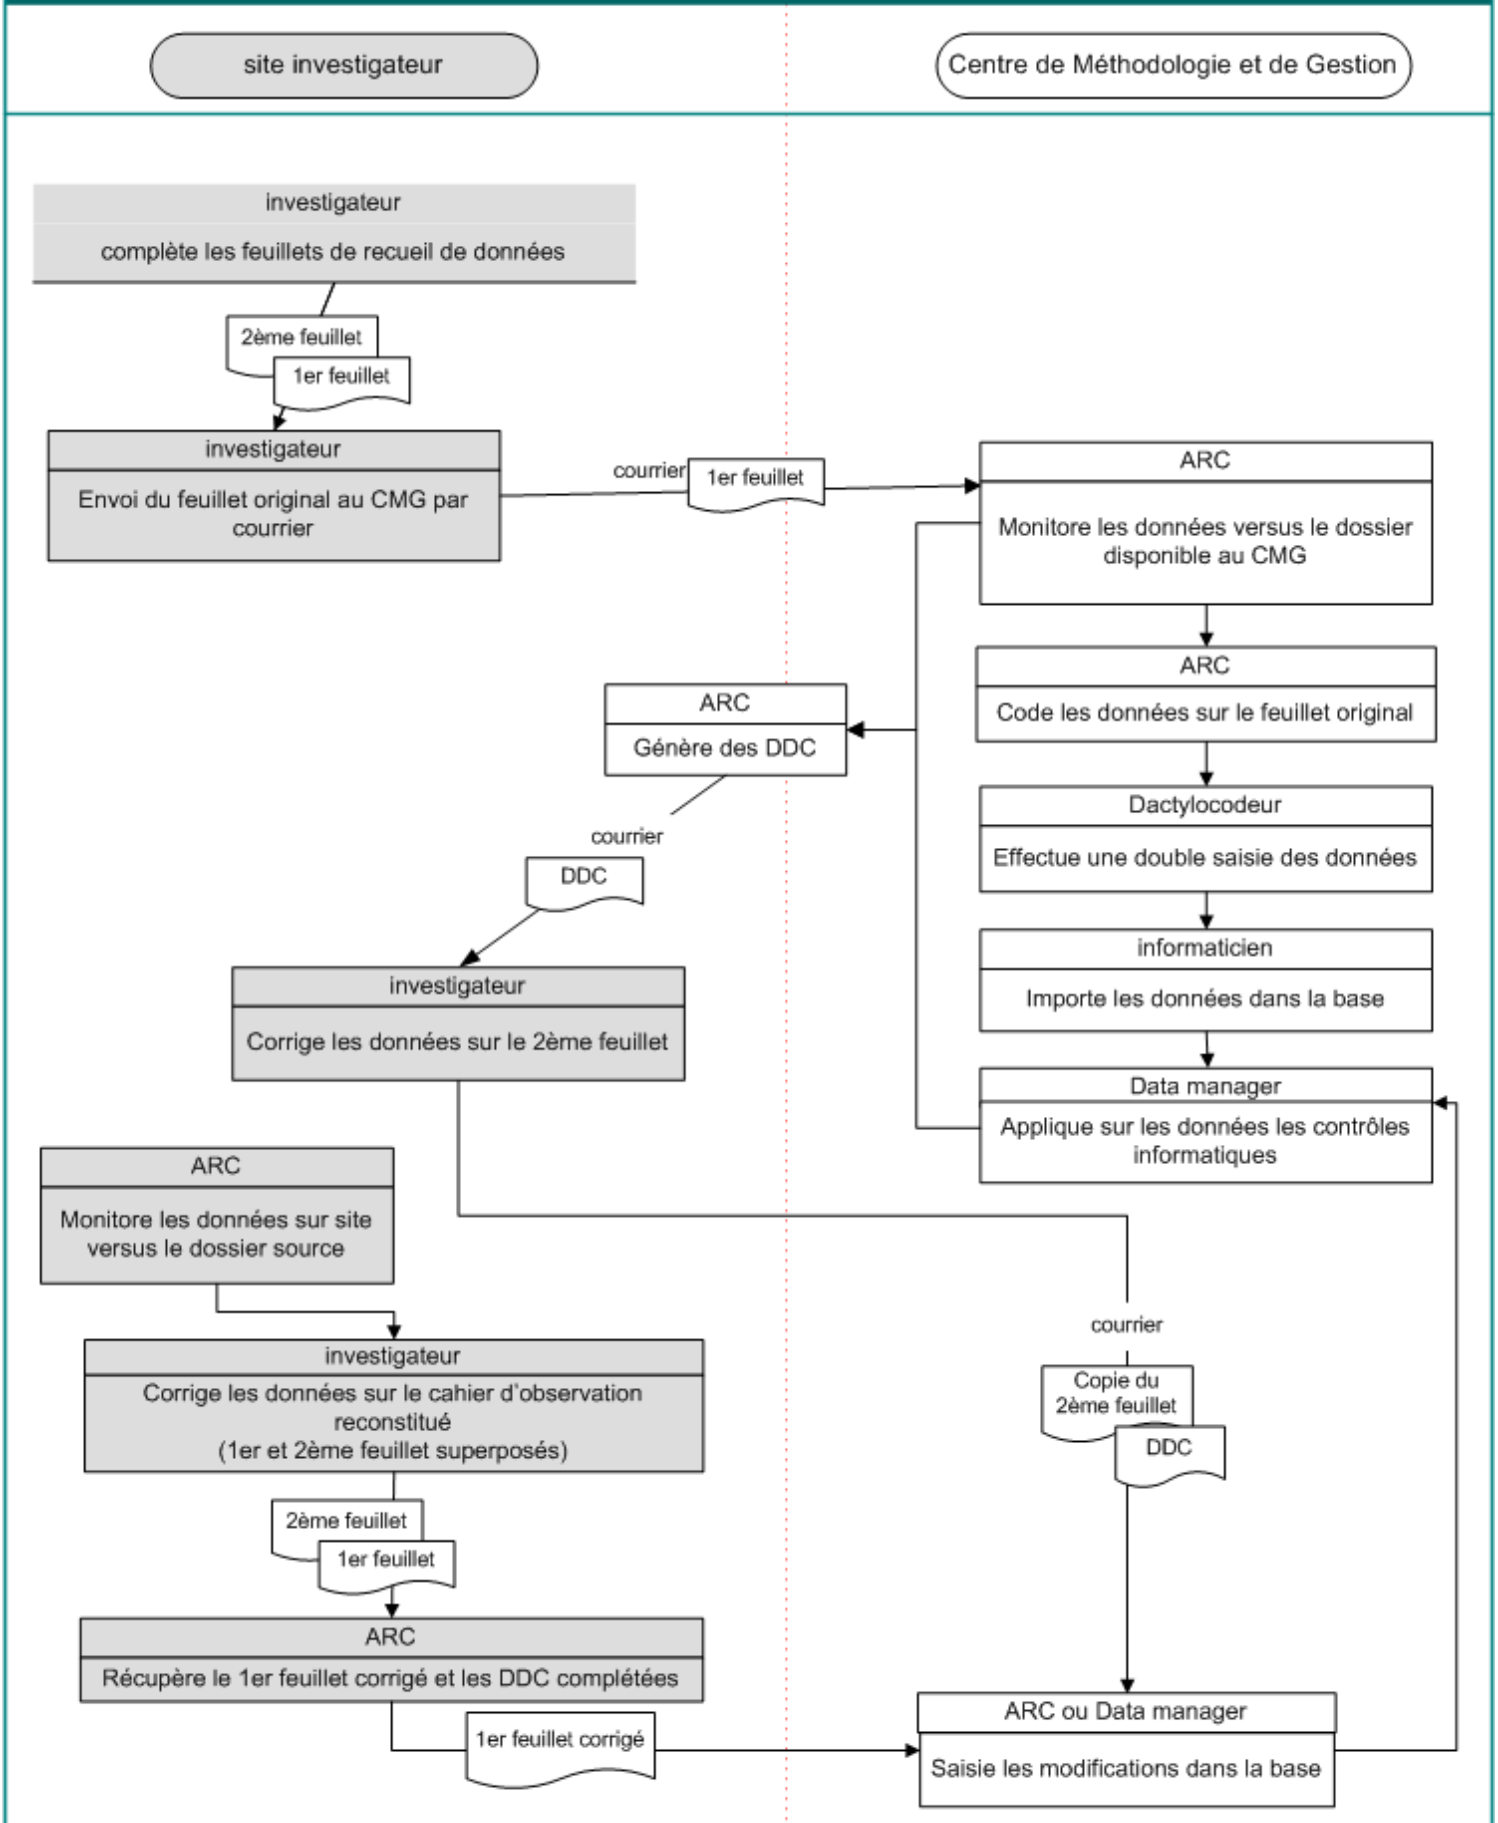 site investigateur
Centre de Méthodologie et de Gestion
investigateur
complète les feuillets de recueil de données
2ème feuillet
1er feuillet
investigateur
Envoi du feuillet original au CMG par
courrier
courrier
1er feuillet
ARC
Monitore les données versus le dossier
disponible au CMG
ARC
Code les données sur le feuillet original
ARC
Génère des DDC
Dactylocodeur
Effectue une double saisie des données
courrier
DDC
informaticien
Importe les données dans la base
investigateur
Corrige les données sur le 2ème feuillet
Data manager
Applique sur les données les contrôles
informatiques
ARC
Monitore les données sur site
versus le dossier source
investigateur
Corrige les données sur le cahier d'observation
reconstitué
(1er et 2ème feuillet superposés)
courrier
Copie du
2ème feuillet
DDC
2ème feuillet
1er feuillet
ARC
Récupère le 1er feuillet corrigé et les DDC complétées
1er feuillet corrigé
ARC ou Data manager
Saisie les modifications dans la base